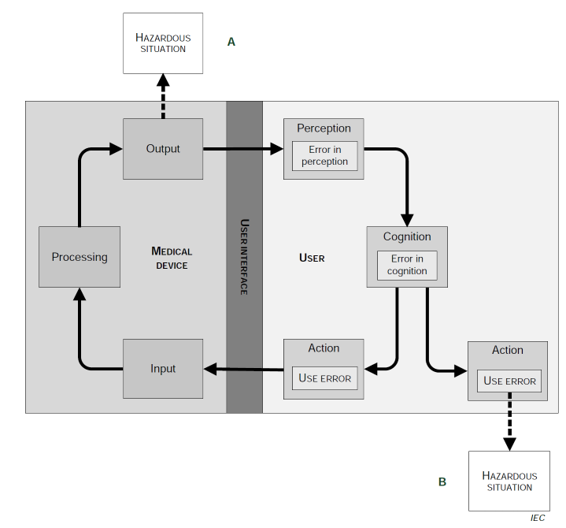 HAZARDOUS
SITUATION
A
Output
Perception
Error in
perception
Processing
MEDICAL
DEVICE
USER INTERFACE
USER
Cognition
Error in
cognition
Input
Action
USE ERROR
Action
USE ERROR
B
HAZARDOUS
SITUATION
IEC